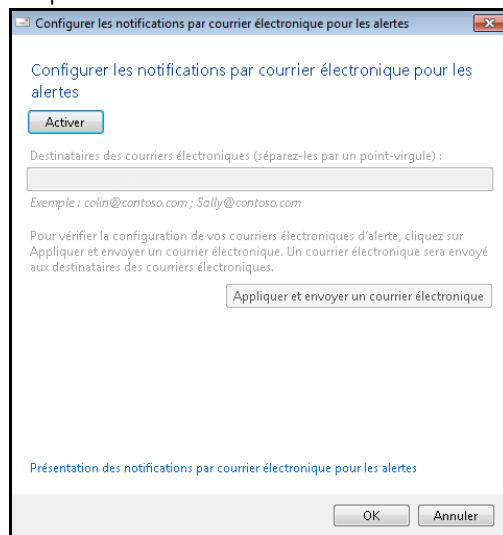 Configurer les notifications par courrier électronique pour les alertes
Configurer les notifications par courrier électronique pour les
alertes
Activer
Destinataires des courriers électroniques (séparez-les par un point-virgule) :
Exemple : colin@contoso.com ; Sally@contoso.com
Pour vérifier la configuration de vos courriers électroniques d'alerte, cliquez sur
Appliquer et envoyer un courrier électronique. Un courrier électronique sera envoyé
aux destinataires des courriers électroniques.
Appliquer et envoyer un courrier électronique
Présentation des notifications par courrier électronique pour les alertes
OK Annuler